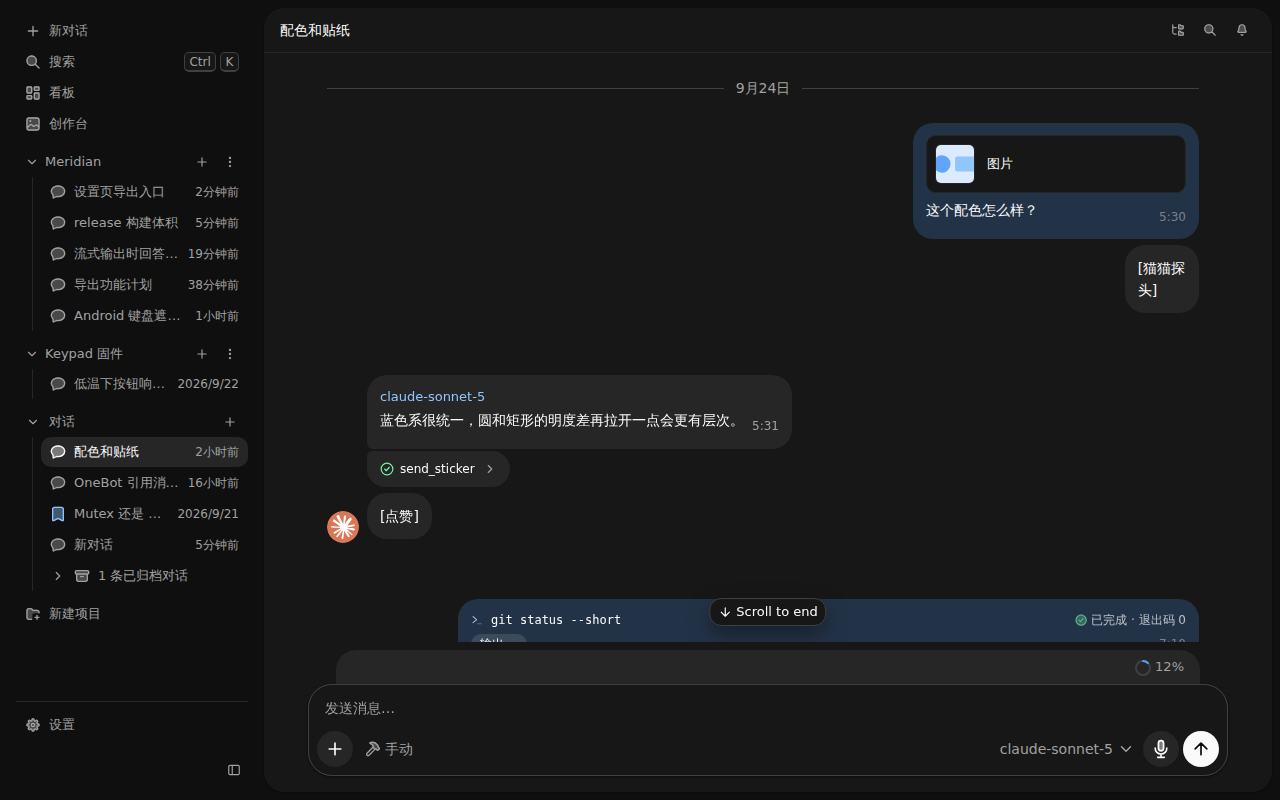 新对话
搜索 Ctrl K
看板
创作台
Meridian
设置页导出入口 2分钟前
release 构建体积 5分钟前
流式输出时回答… 19分钟前
导出功能计划 38分钟前
Android 键盘遮… 1小时前
Keypad 固件
低温下按钮响… 2026/9/22
对话
配色和贴纸 2小时前
OneBot 引用消… 16小时前
Mutex 还是 … 2026/9/21
新对话 5分钟前
1 条已归档对话
新建项目
设置
配色和贴纸
9月24日
图片
这个配色怎么样？ 5:30
[猫猫探
头]
claude-sonnet-5
蓝色系很统一，圆和矩形的明度差再拉开一点会更有层次。 5:31
send_sticker
[点赞]
git status --short 已完成 · 退出码 0
Scroll to end
12%
发送消息…
手动 claude-sonnet-5